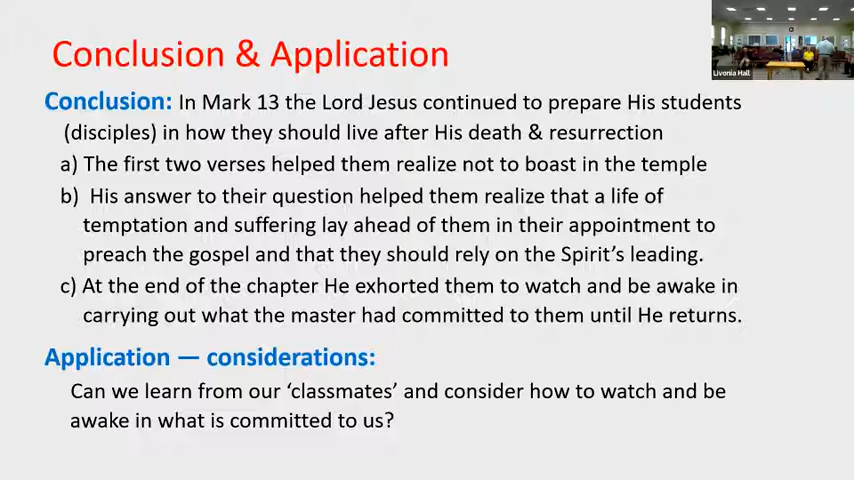 Conclusion & Application
Livonia Hall
Conclusion: In Mark 13 the Lord Jesus continued to prepare His students
(disciples) in how they should live after His death & resurrection
a) The first two verses helped them realize not to boast in the temple
b) His answer to their question helped them realize that a life of
temptation and suffering lay ahead of them in their appointment to
preach the gospel and that they should rely on the Spirit’s leading.
c) At the end of the chapter He exhorted them to watch and be awake in
carrying out what the master had committed to them until He returns.
Application — considerations:
Can we learn from our ‘classmates’ and consider how to watch and be
awake in what is committed to us?